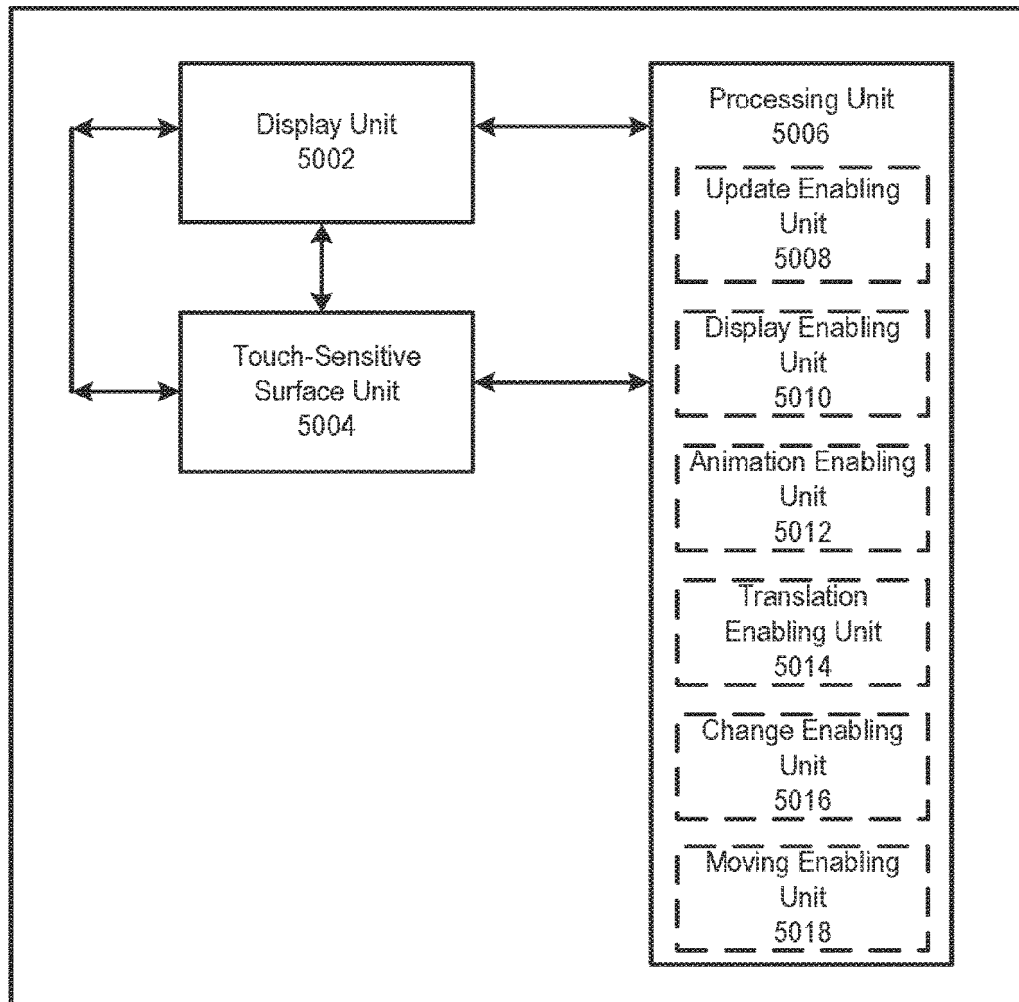 Display Unit
5002
Touch-Sensitive
Surface Unit
5004
Processing Unit
5006
Update Enabling
Unit
5008
Display Enabling
Unit
5010
Animation Enabling
Unit
5012
Translation
Enabling Unit
5014
Change Enabling
Unit
5016
Moving Enabling
Unit
5018